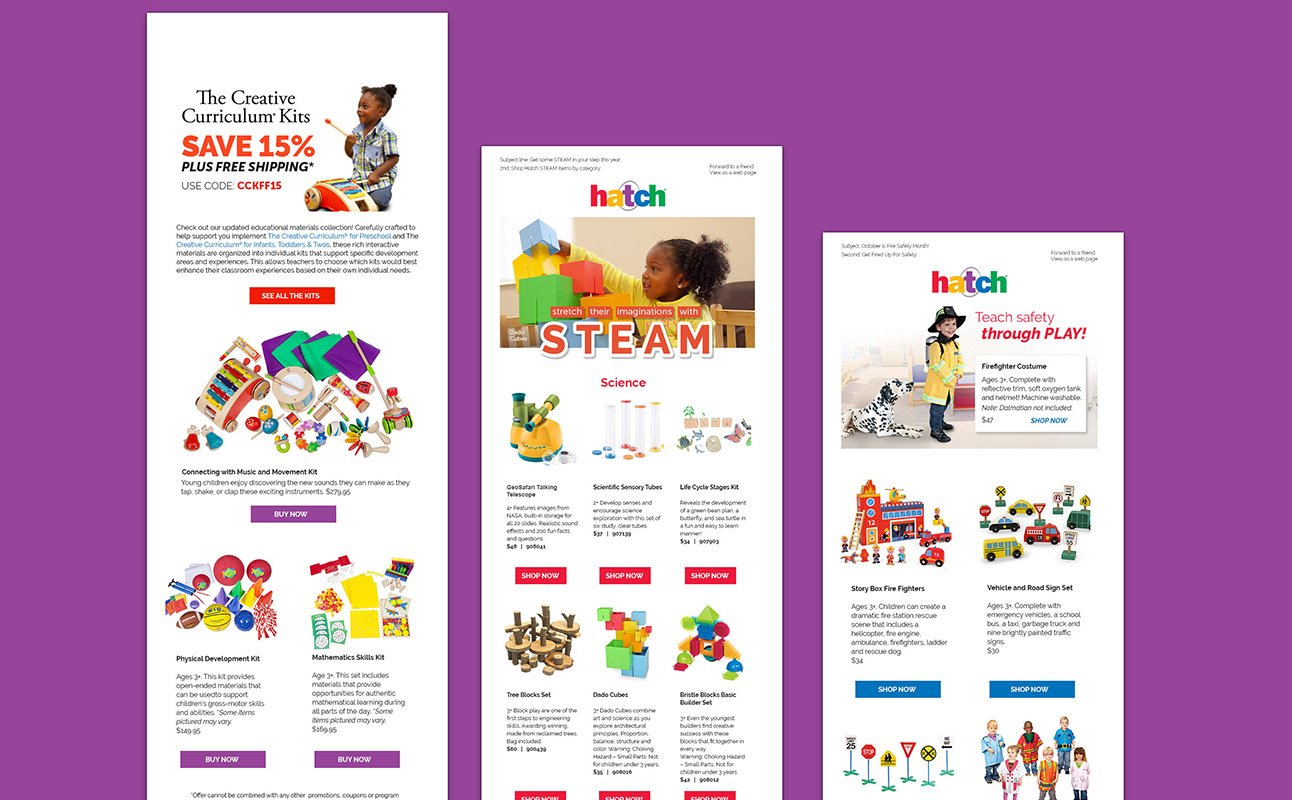 The Creative
Curriculum® Kits
SAVE 15%
PLUS FREE SHIPPING*
USE CODE: CCKFF15
Check out our updated educational materials collection! Carefully crafted to
help support you implement The Creative Curriculum® for Preschool and The
Creative Curriculum® for Infants, Toddlers & Twos, these rich interactive
materials are organized into individual kits that support specific development
areas and experiences. This allows teachers to choose which kits would best
enhance their classroom experiences based on their own individual needs.
SEE ALL THE KITS
Connecting with Music and Movement Kit
Young children enjoy discovering the new sounds they can make as they
tap, shake, or clap these exciting instruments. $279.95
BUY NOW
Physical Development Kit
Ages 3+. This kit provides
open-ended materials that
can be usedto support
children's gross-motor skills
and abilities. *Some items
pictured may vary.
$149.95
BUY NOW
Mathematics Skills Kit
Age 3+. This set includes
materials that provide
opportunities for authentic
mathematical learning during
all parts of the day. *Some
items pictured may vary.
$169.95
BUY NOW
*Offer cannot be combined with any other promotions, coupons or program
Subject line: Get some STEAM in your step this year
2nd: Shop Hatch STEAM items by category
Forward to a friend
View as a web page
hatch
Dado
Cubes
stretch their imaginations with
STEAM
Science
GeoSafari Talking
Telescope
4+ Features images from
NASA, built-in storage for
all 20 slides. Realistic sound
effects and 200 fun facts
and questions.
$48 | 908041
SHOP NOW
Scientific Sensory Tubes
2+ Develop senses and
encourage science
exploration with this set of
six study, clear tubes.
$37 | 907139
SHOP NOW
Life Cycle Stages Kit
Reveals the development
of a green bean plan, a
butterfly, and sea turtle in
a fun and easy to learn
manner!
$34 | 907903
SHOP NOW
Tree Blocks Set
3+ Block play are one of the
first steps to engineering
skills. Awarding winning,
made from reclaimed trees.
Bag included.
$60 | 900439
SHOP NOW
Dado Cubes
3+ Dado Cubes combine
art and science as you
explore architectural
principles. Proportion,
balance, structure and
color. Warning: Choking
Hazard – Small Parts. Not
for children under 3 years.
$35 | 908016
SHOP NOW
Bristle Blocks Basic
Builder Set
3+ Even the youngest
builders find creative
success with these
blocks that fit together in
every way.
Warning: Choking Hazard
– Small Parts. Not for
children under 3 years.
$42 | 908012
SHOP NOW
Subject: October is Fire Safety Month!
Second: Get Fired Up For Safety
Forward to a friend
View as a web page
hatch
Teach safety
through PLAY!
Firefighter Costume
Ages 3+. Complete with
reflective trim, soft oxygen tank
and helmet! Machine washable.
Note: Dalmatian not included.
$47
SHOP NOW
Story Box Fire Fighters
Ages 3+. Children can create a
dramatic fire station rescue
scene that includes a
helicopter, fire engine,
ambulance, firefighters, ladder
and rescue dog.
$34
SHOP NOW
Vehicle and Road Sign Set
Ages 3+. Complete with
emergency vehicles, a school
bus, a taxi, garbage truck and
nine brightly painted traffic
signs.
$30
SHOP NOW
12
STOP
SPEED
LIMIT
55
25
STOP